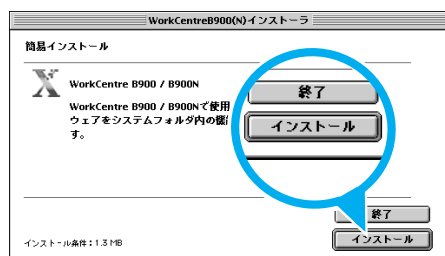 WorkCentreB900(N)インストーラ
簡易インストール
WorkCentre B900 / B900N
WorkCentre B900 / B900Nで使用
ウェアをシステムフォルダ内の
す。
終了
インストール
終了
インストール
インストール条件：1.3 MB